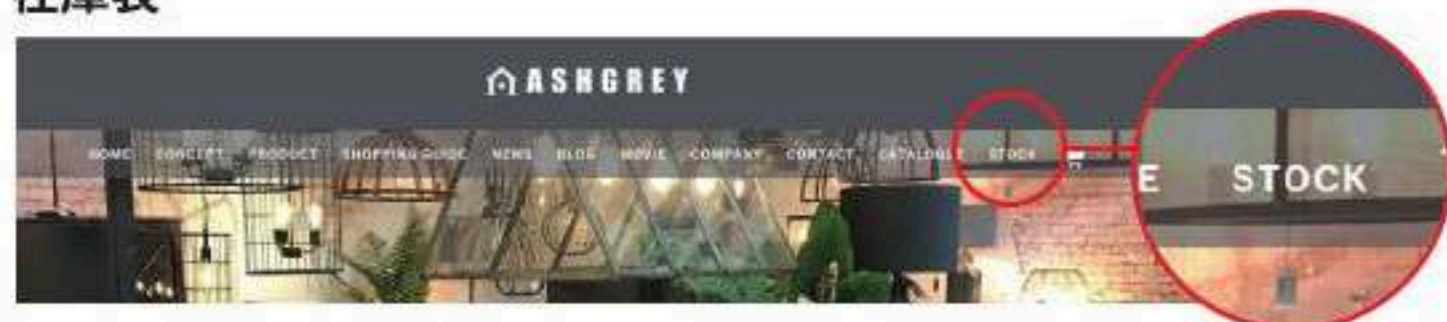 在庫表
ASHGREY
HOME CONCEPT PRODUCT SHOPPING GUIDE NEWS BLOG MOVIE COMPANY CONTACT CATALOGUE STOCK
E STOCK